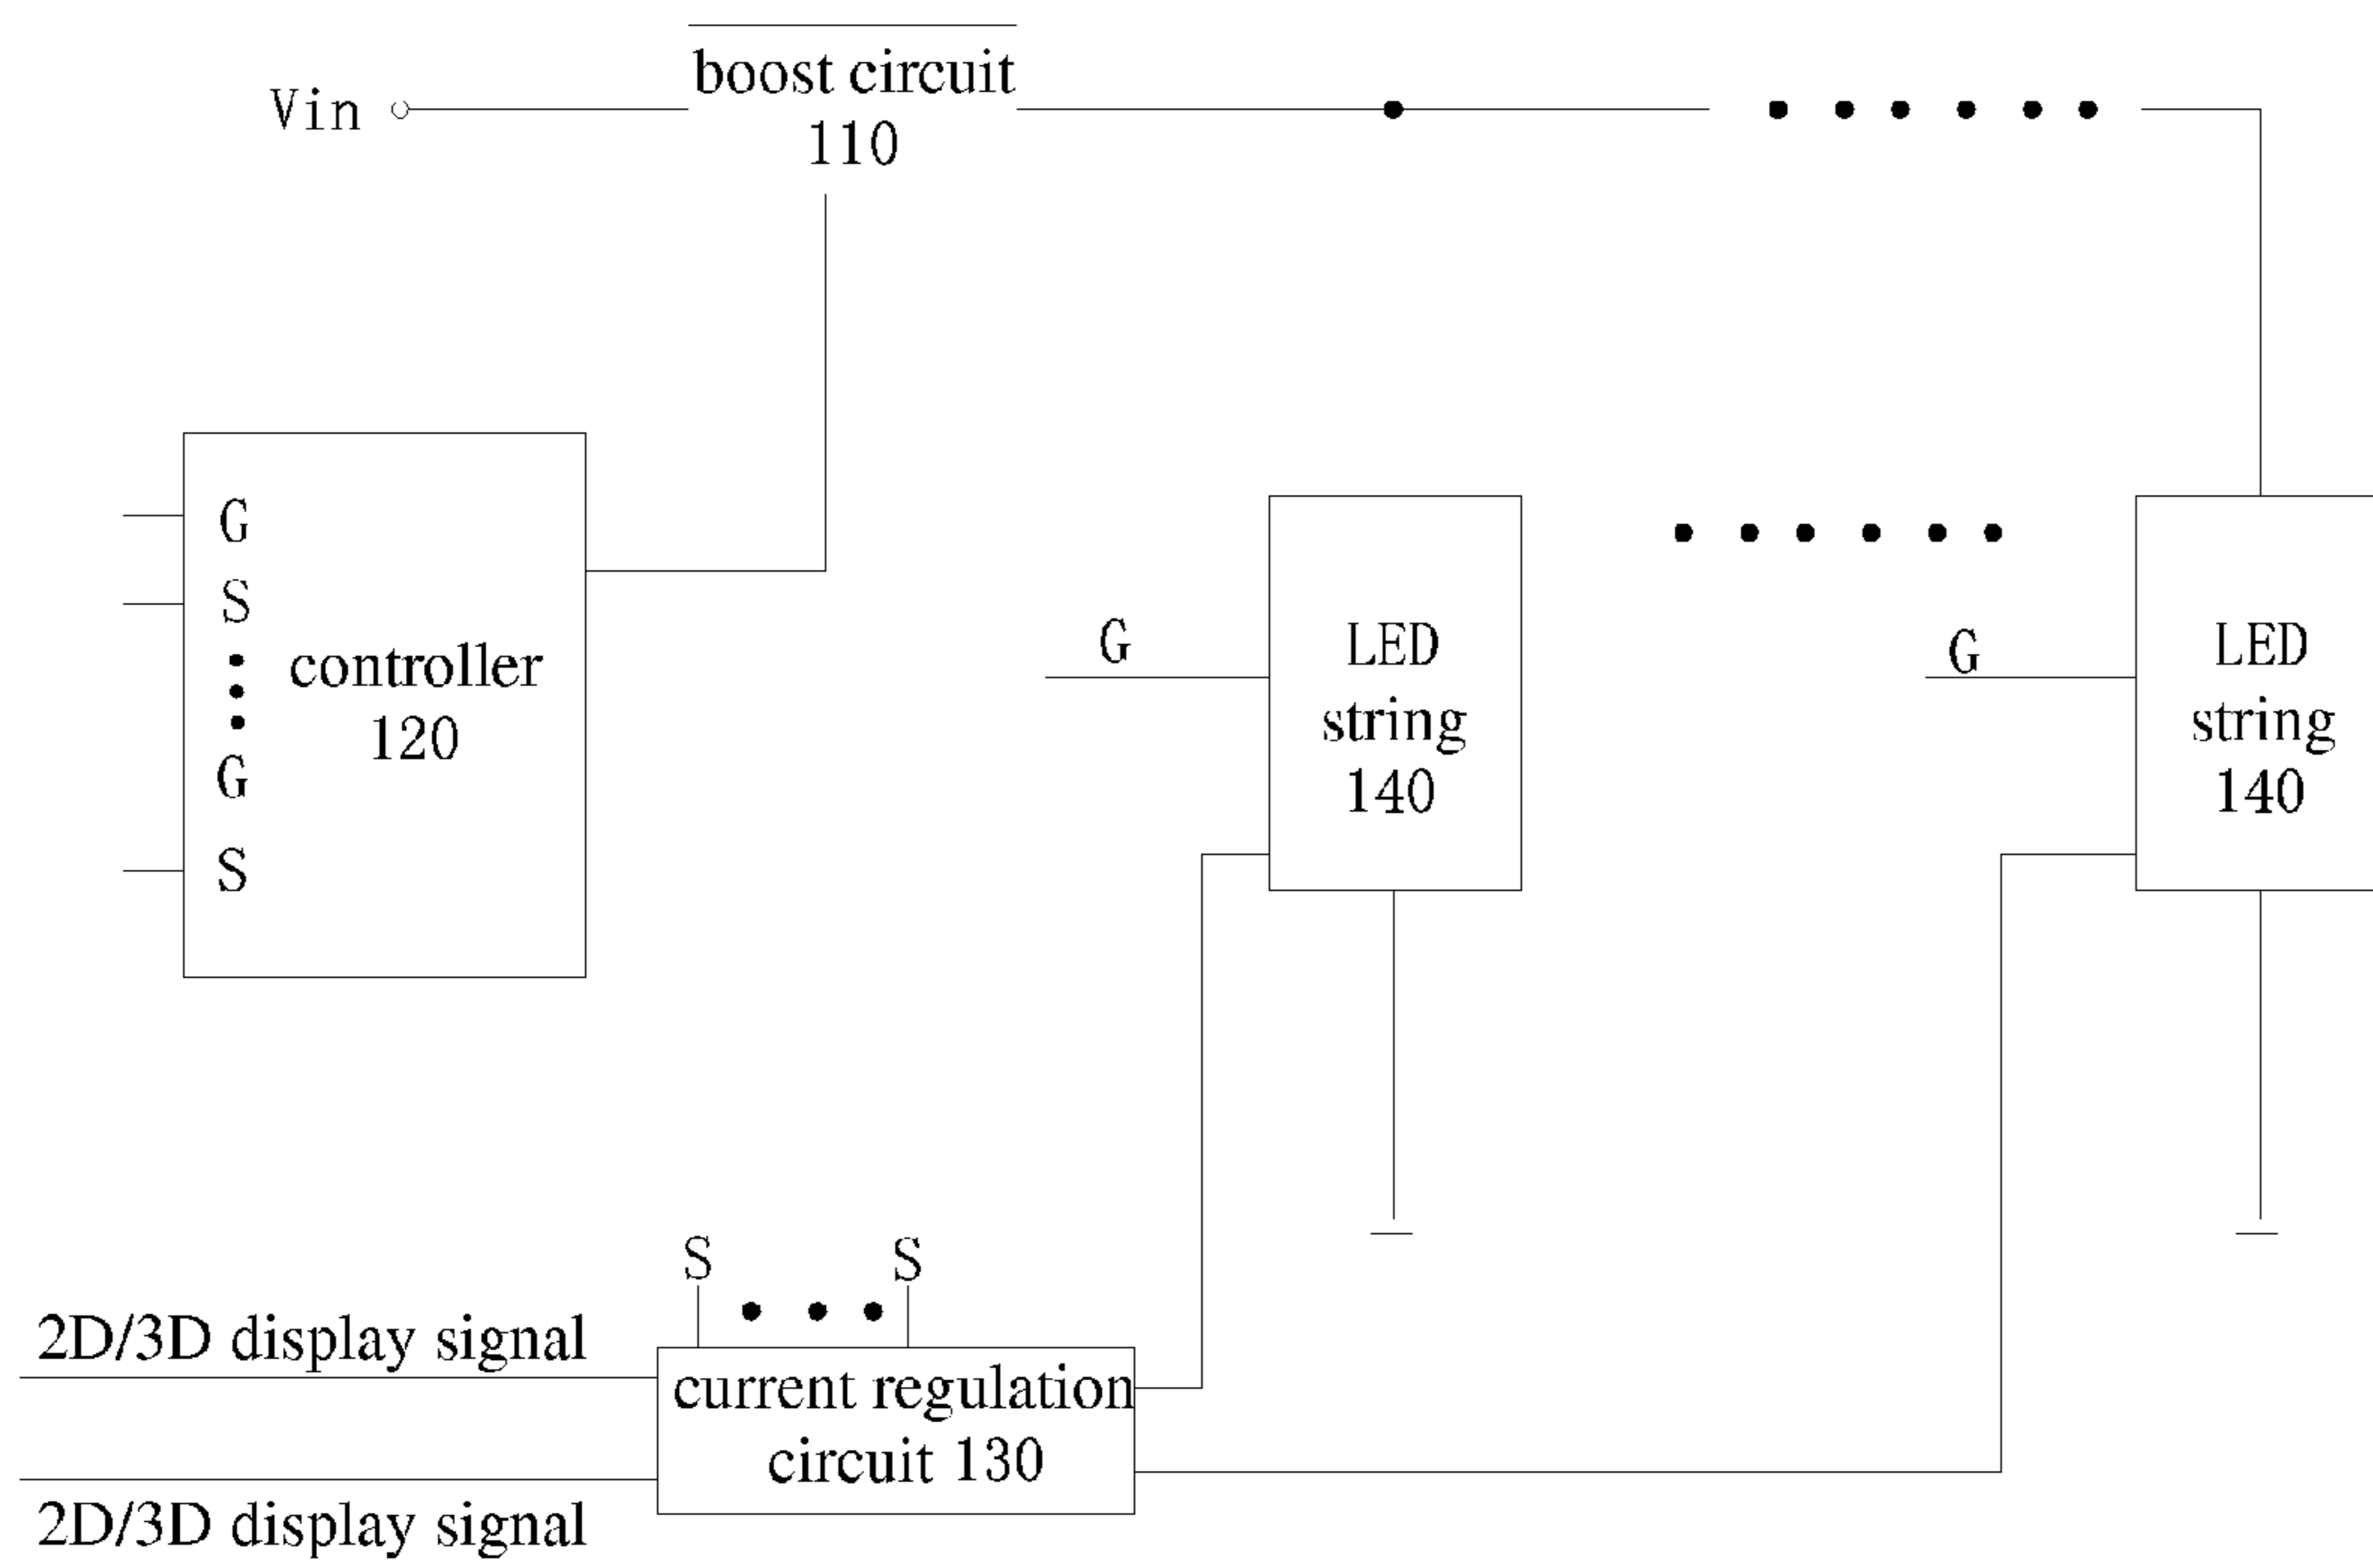 boost circuit
110
Vin
G
S
controller
120
G
S
G
LED
string
140
G
LED
string
140
S
S
2D/3D display signal
current regulation
circuit 130
2D/3D display signal